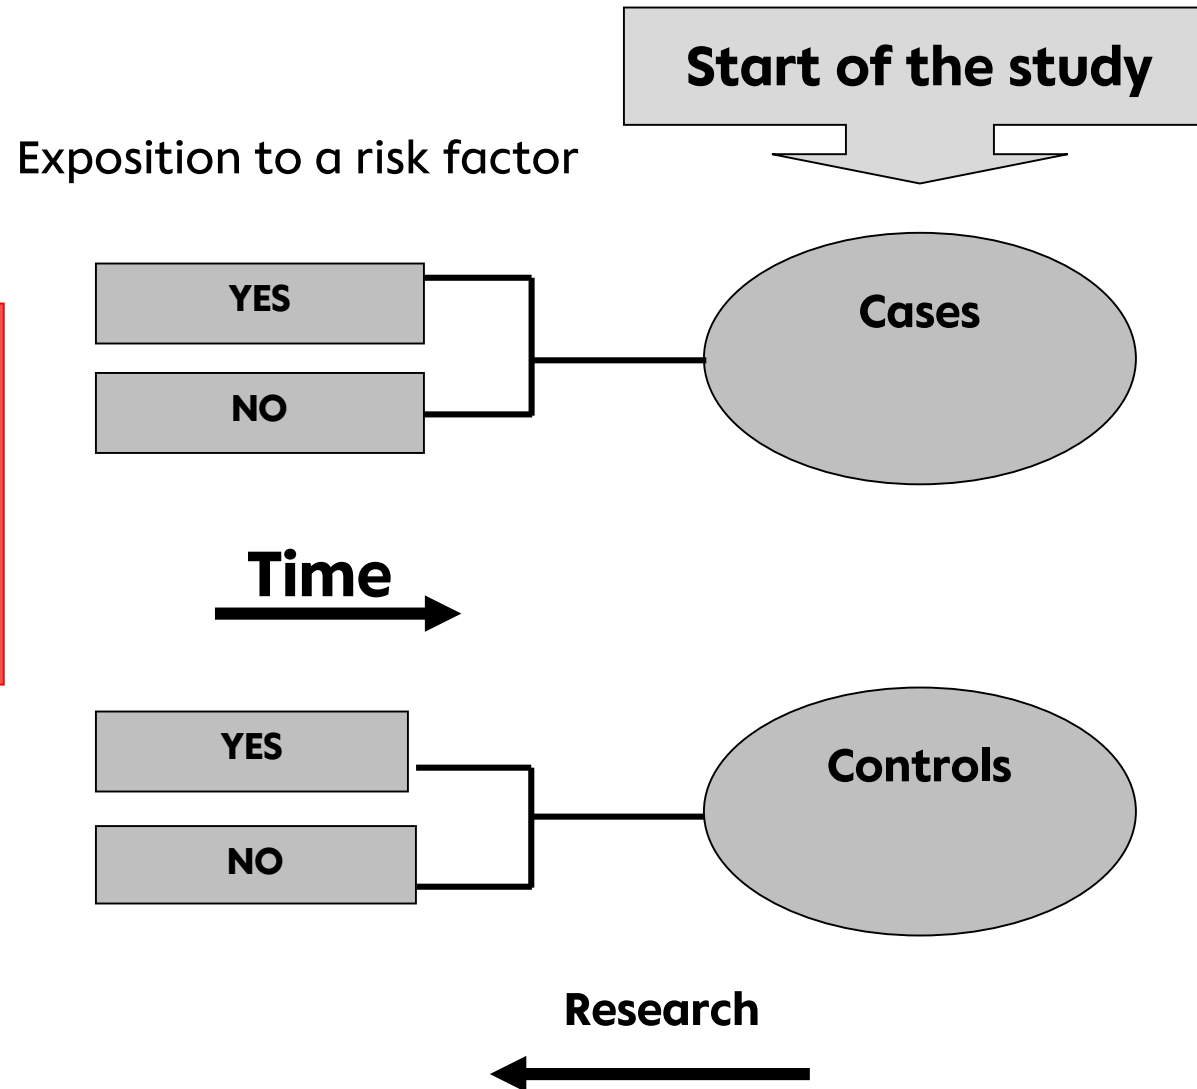 Start of the study
Exposition to a risk factor
YES
Cases
NO
Time
YES
Controls
NO
Research